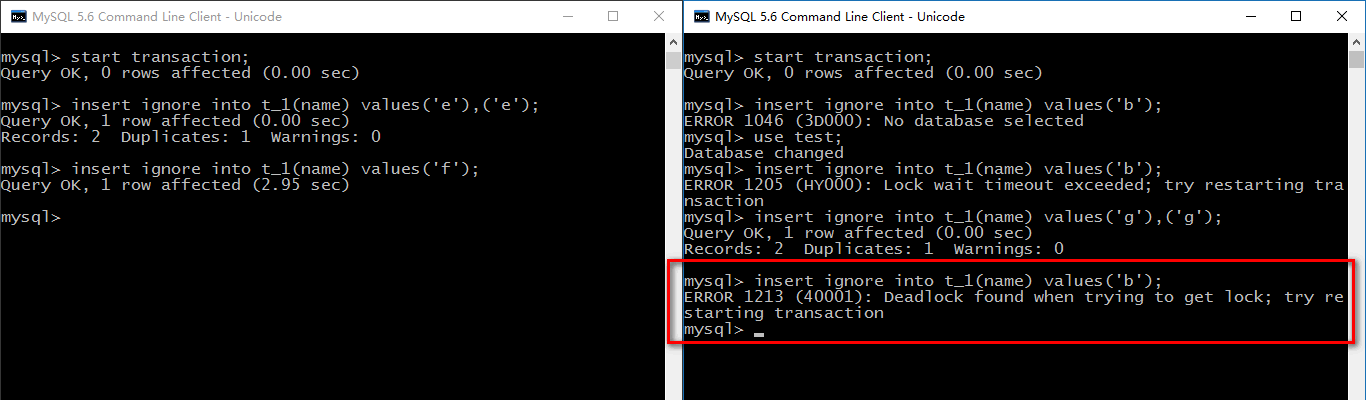 MySQL 5.6 Command Line Client - Unicode
mysql> start transaction;
Query OK, 0 rows affected (0.00 sec)
mysql> insert ignore into t_1(name) values('e'),('e');
Query OK, 1 row affected (0.00 sec)
Records: 2  Duplicates: 1  Warnings: 0
mysql> insert ignore into t_1(name) values('f');
Query OK, 1 row affected (2.95 sec)
mysql>
MySQL 5.6 Command Line Client - Unicode
mysql> start transaction;
Query OK, 0 rows affected (0.00 sec)
mysql> insert ignore into t_1(name) values('b');
ERROR 1046 (3D000): No database selected
mysql> use test;
Database changed
mysql> insert ignore into t_1(name) values('b');
ERROR 1205 (HY000): Lock wait timeout exceeded; try restarting tra
nsaction
mysql> insert ignore into t_1(name) values('g'),('g');
Query OK, 1 row affected (0.00 sec)
Records: 2  Duplicates: 1  Warnings: 0
mysql> insert ignore into t_1(name) values('b');
ERROR 1213 (40001): Deadlock found when trying to get lock; try re
starting transaction
mysql> _